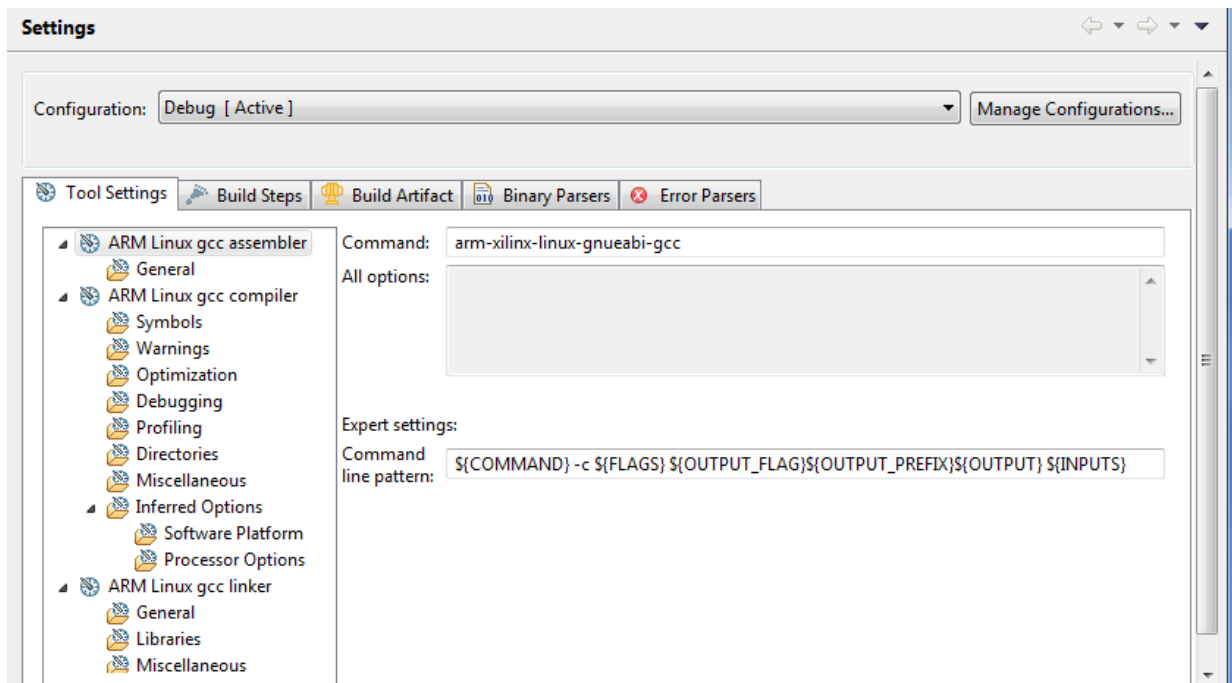 Settings
Configuration: Debug [ Active ] Manage Configurations...
Tool Settings Build Steps Build Artifact Binary Parsers Error Parsers
ARM Linux gcc assembler
General
ARM Linux gcc compiler
Symbols
Warnings
Optimization
Debugging
Profiling
Directories
Miscellaneous
Inferred Options
Software Platform
Processor Options
ARM Linux gcc linker
General
Libraries
Miscellaneous
Command: arm-xilinx-linux-gnueabi-gcc
All options:
Expert settings:
Command
line pattern: ${COMMAND} -c ${FLAGS} ${OUTPUT_FLAG}${OUTPUT_PREFIX}${OUTPUT} ${INPUTS}